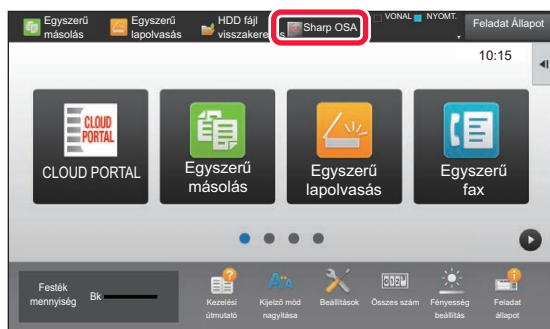 Egyszerű
másolás
Egyszerű
lapolvasás
HDD fájl
visszakeres s
Sharp OSA
VONAL
NYOMT.
Feladat Állapot
10:15
CLOUD
PORTAL
CLOUD PORTAL
Egyszerű
másolás
Egyszerű
lapolvasás
Egyszerű
fax
Festék
mennyiség
Bk
Kezelési
útmutató
Kijelző mód
nagyítása
Beállítások
Összes szám
Fényesség
beállítás
Feladat
állapot